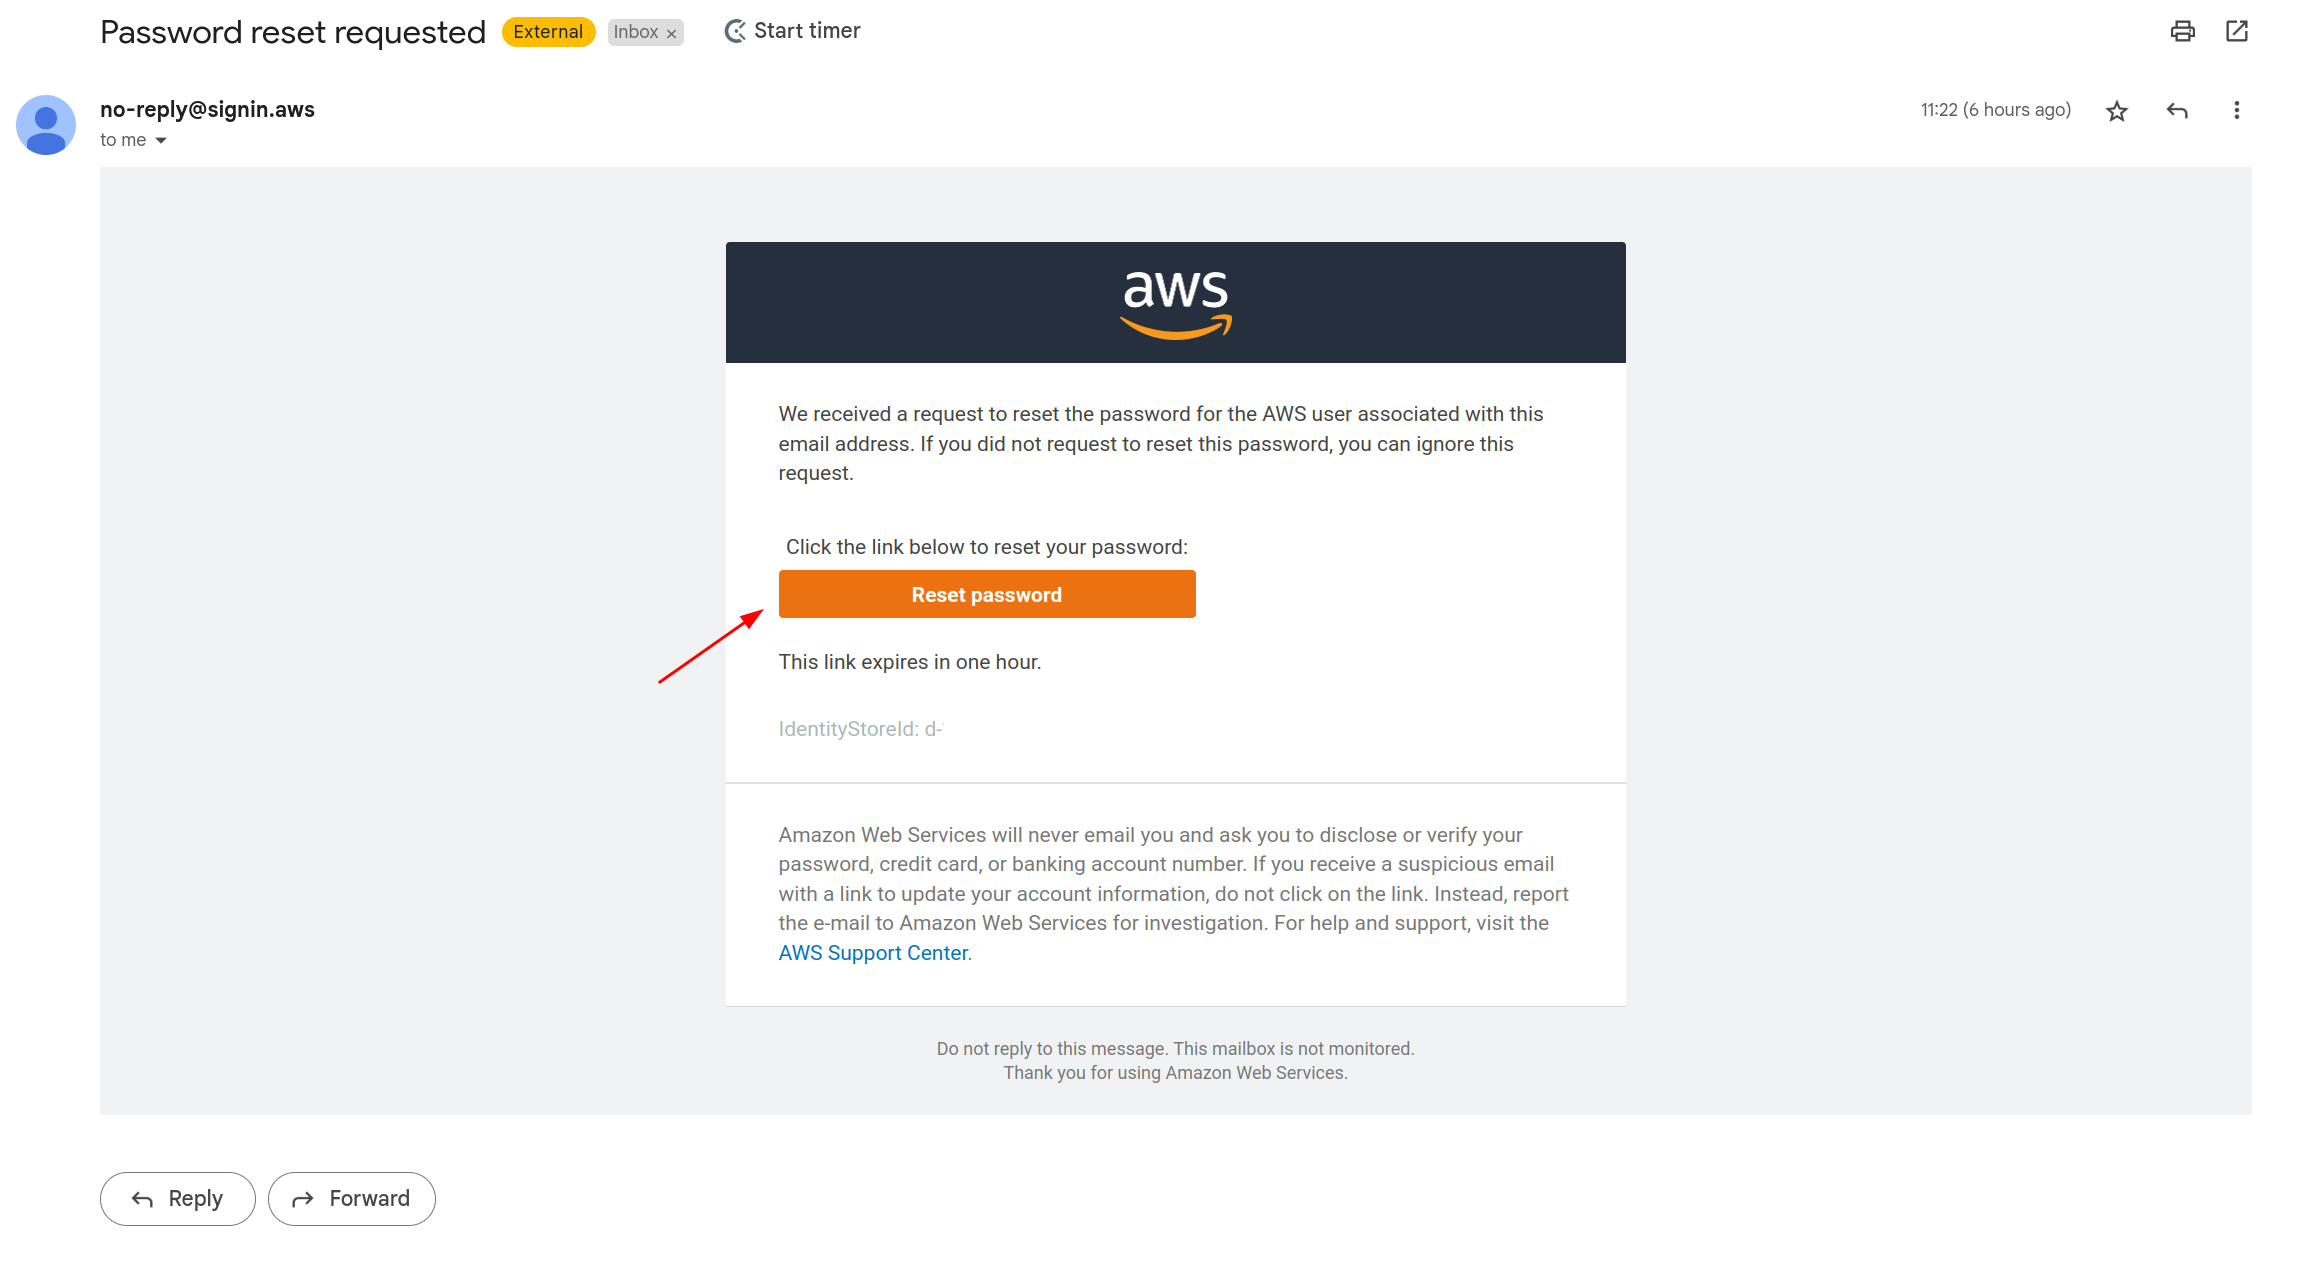 Password reset requested External Inbox × Start timer
no-reply@signin.aws 11:22 (6 hours ago)
to me
aws
We received a request to reset the password for the AWS user associated with this
email address. If you did not request to reset this password, you can ignore this
request.
Click the link below to reset your password:
Reset password
This link expires in one hour.
IdentityStoreId: d-
Amazon Web Services will never email you and ask you to disclose or verify your
password, credit card, or banking account number. If you receive a suspicious email
with a link to update your account information, do not click on the link. Instead, report
the e-mail to Amazon Web Services for investigation. For help and support, visit the
AWS Support Center.
Do not reply to this message. This mailbox is not monitored.
Thank you for using Amazon Web Services.
Reply Forward